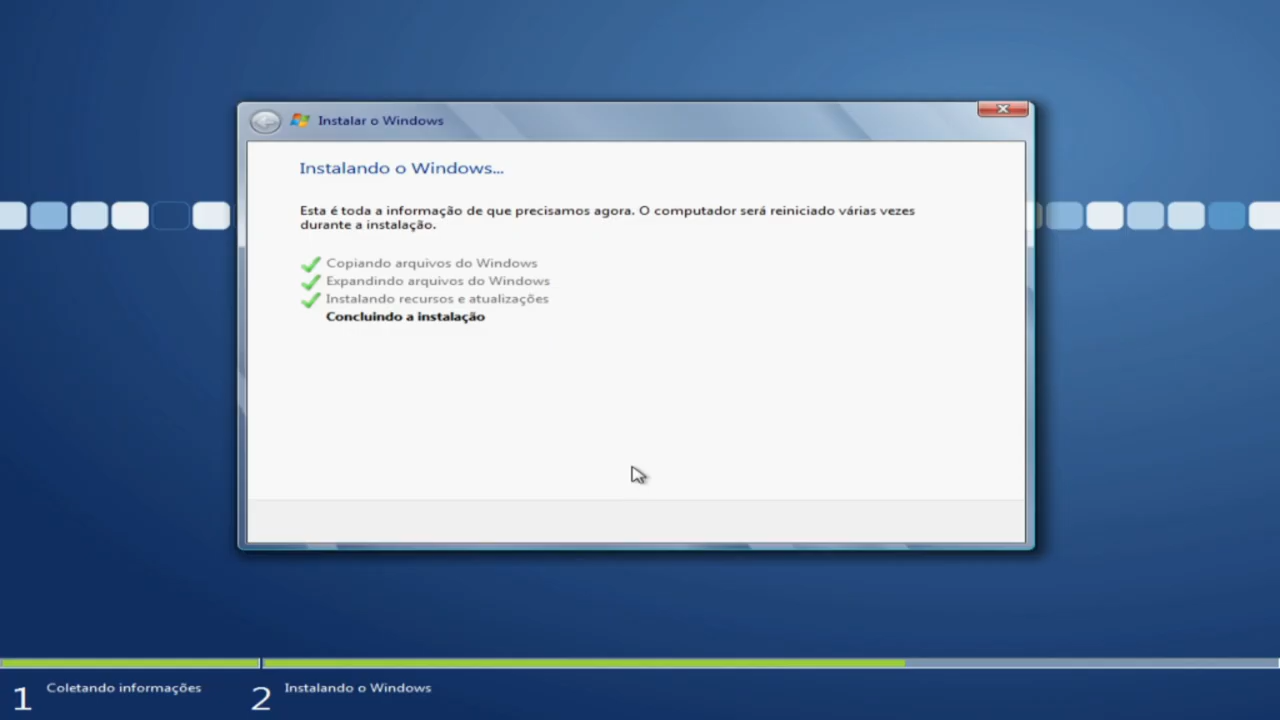 Instalar o Windows
Instalando o Windows...
Esta é toda a informação de que precisamos agora. O computador será reiniciado várias vezes
durante a instalação.
Copiando arquivos do Windows
Expandindo arquivos do Windows
Instalando recursos e atualizações
Concluindo a instalação
1 Coletando informações
2 Instalando o Windows